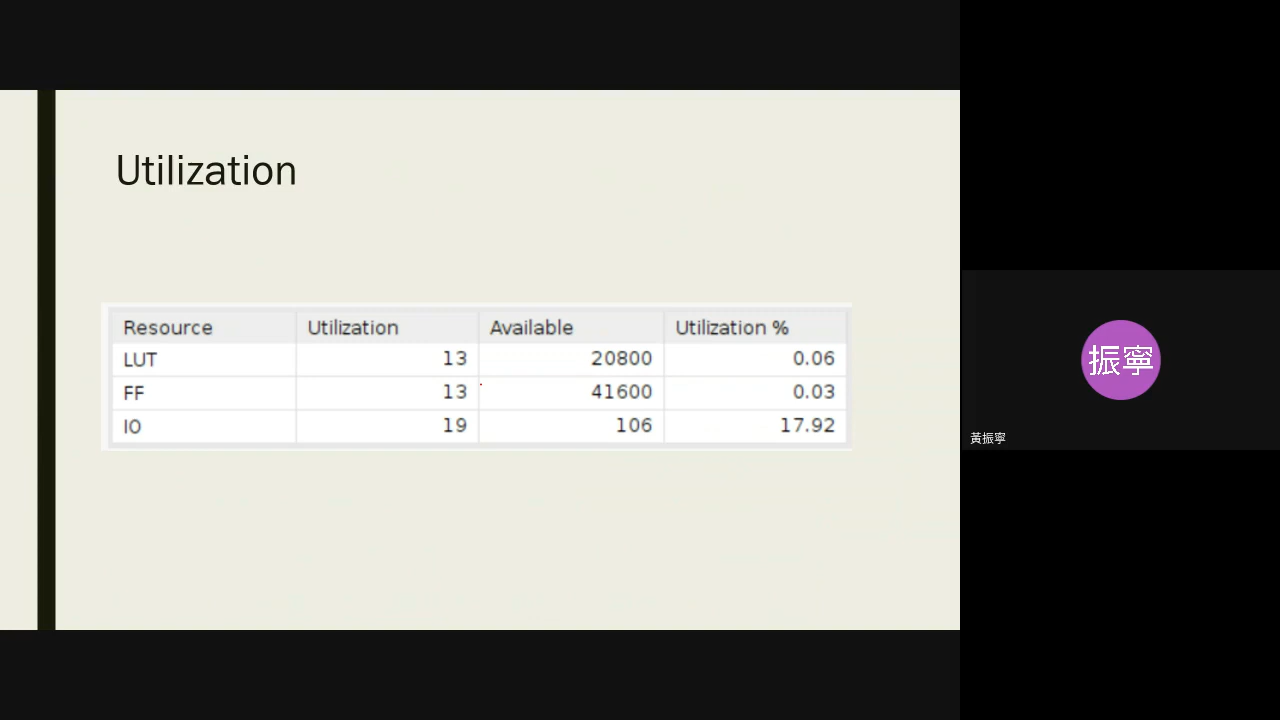 Utilization
Resource Utilization Available Utilization %
LUT 13 20800 0.06
FF 13 41600 0.03
IO 19 106 17.92
振寧
黃振寧